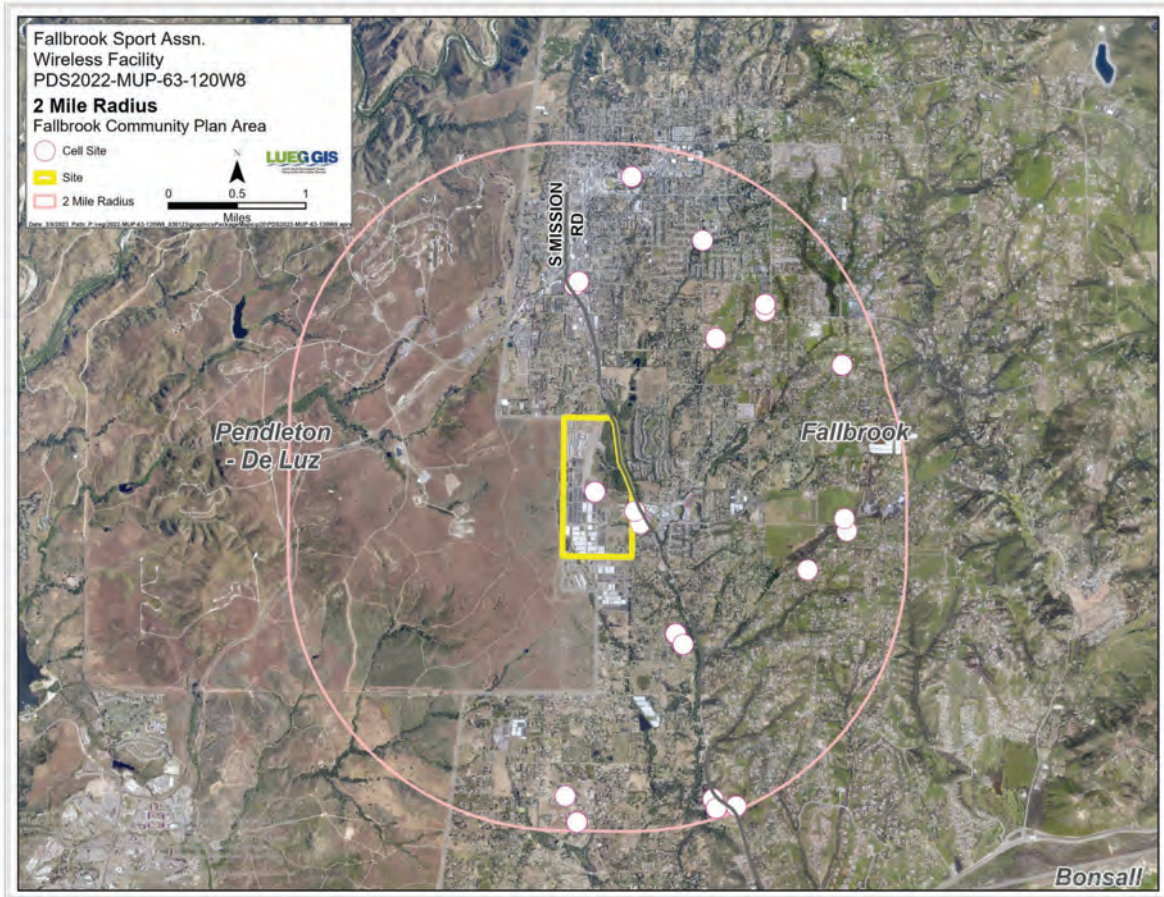 Fallbrook Sport Assn.
Wireless Facility
PDS2022-MUP-63-120W8
2 Mile Radius
Fallbrook Community Plan Area
Cell Site
Site
2 Mile Radius
N
LUEG GIS
0 0.5 1
Miles
S MISSION
RD
Pendleton
- De Luz
Fallbrook
Bonsall